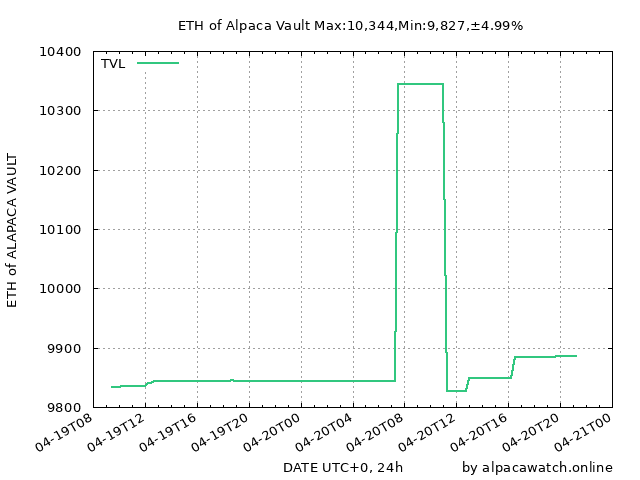 ETH of Alpaca Vault Max:10,344,Min:9,827,±4.99%
TVL
10400
10300
10200
10100
10000
9900
9800
ETH of ALAPACA VAULT
04-19T08
04-19T12
04-19T16
04-19T20
04-20T00
04-20T04
04-20T08
04-20T12
04-20T16
04-20T20
04-21T00
DATE UTC+0, 24h
by alpacawatch.online